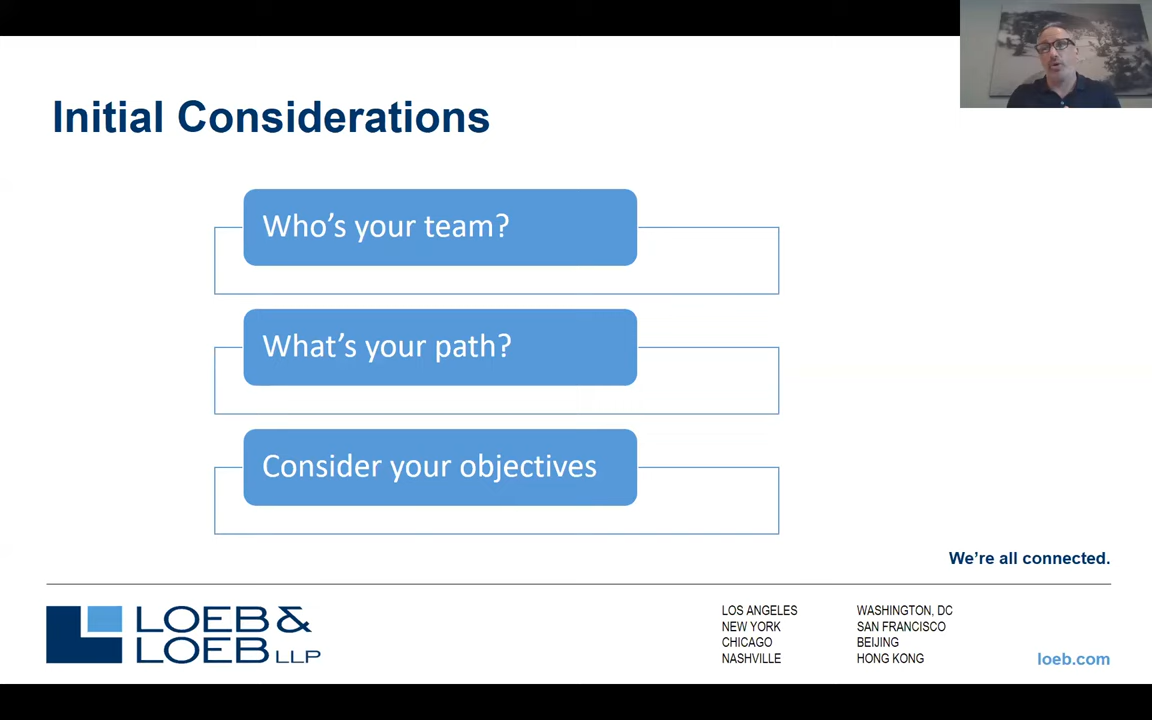 Initial Considerations
Who's your team?
What's your path?
Consider your objectives
We're all connected.
LOEB &
LOEB LLP
LOS ANGELES
NEW YORK
CHICAGO
NASHVILLE
WASHINGTON, DC
SAN FRANCISCO
BEIJING
HONG KONG
loeb.com